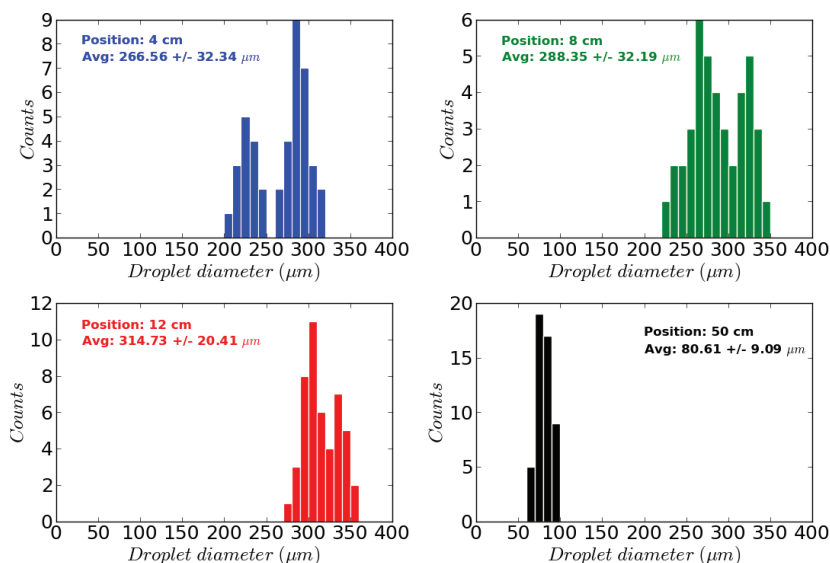 Position: 4 cm
Avg: 266.56 +/- 32.34 μm
Counts
9
8
7
6
5
4
3
2
1
0
0 50 100 150 200 250 300 350 400
Droplet diameter (μm)
Position: 8 cm
Avg: 288.35 +/- 32.19 μm
Counts
6
5
4
3
2
1
0
0 50 100 150 200 250 300 350 400
Droplet diameter (μm)
Position: 12 cm
Avg: 314.73 +/- 20.41 μm
Counts
12
10
8
6
4
2
0
0 50 100 150 200 250 300 350 400
Droplet diameter (μm)
Position: 50 cm
Avg: 80.61 +/- 9.09 μm
Counts
20
15
10
5
0
0 50 100 150 200 250 300 350 400
Droplet diameter (μm)